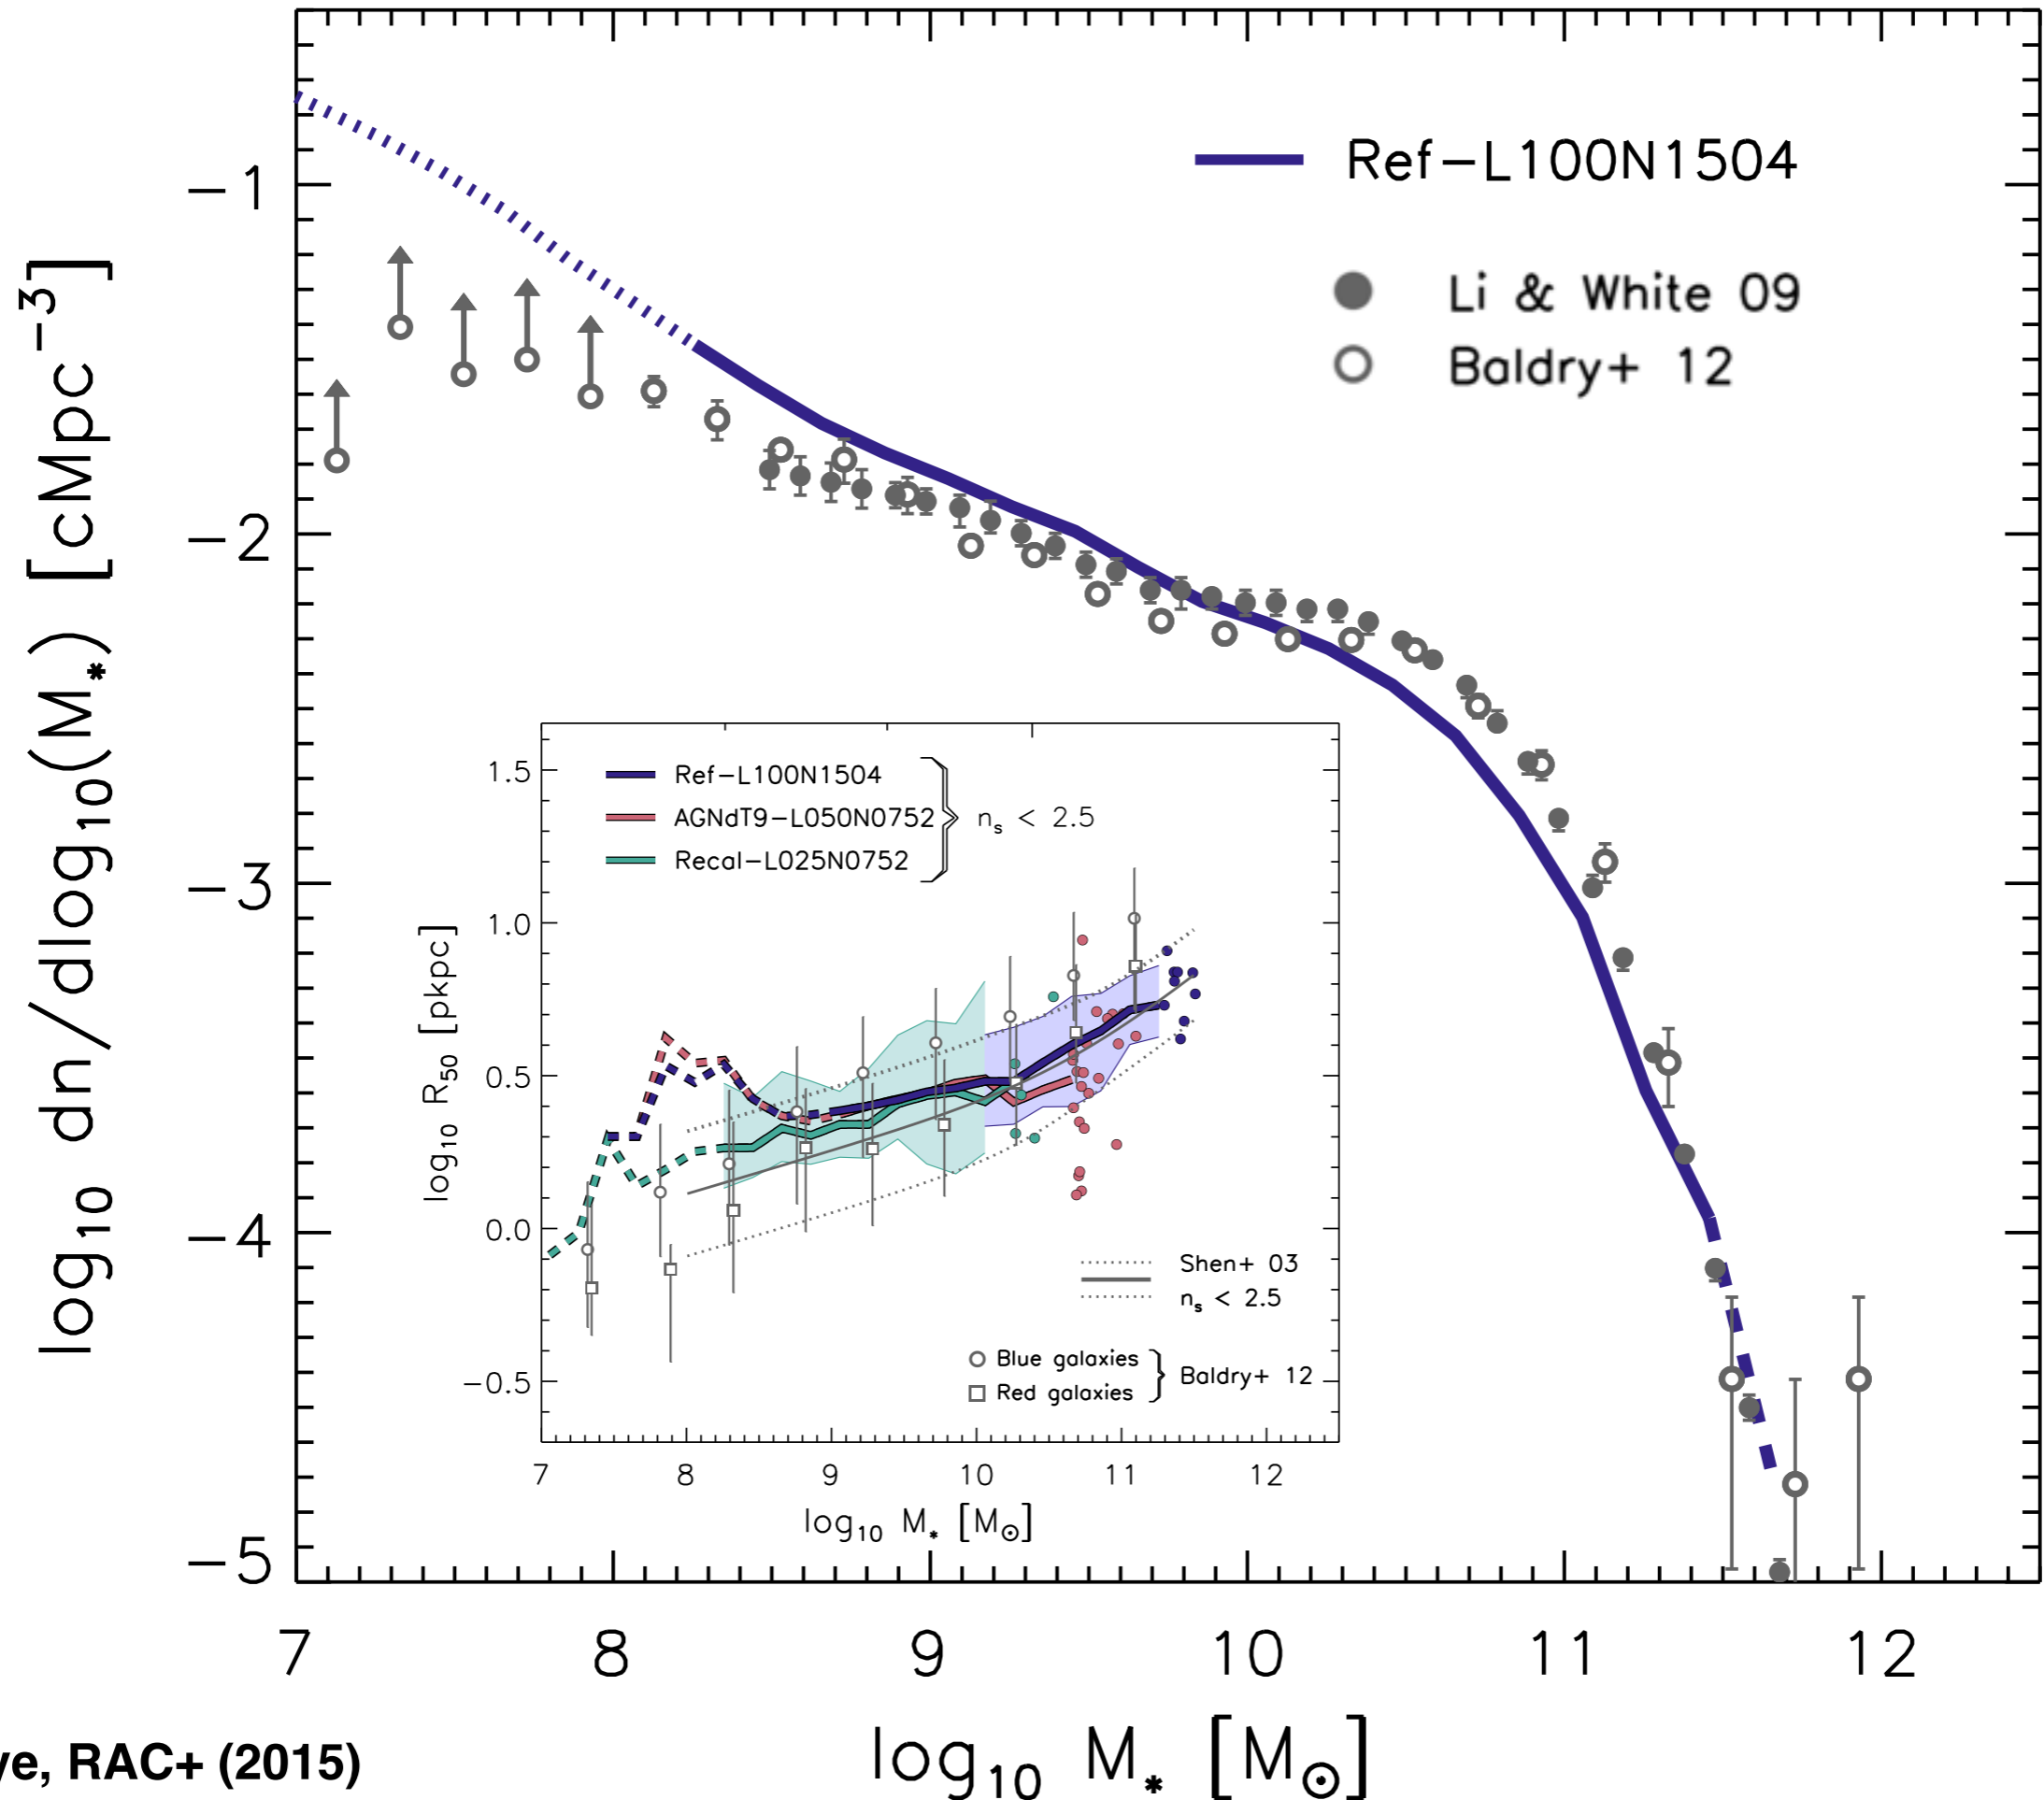 Ref-L100N1504
Li & White 09
Baldry+ 12
log₁₀ dn/dlog₁₀(M*) [cMpc⁻³]
-1
-2
-3
-4
-5
Ref-L100N1504
AGNdT9-L050N0752
Recal-L025N0752
nₛ < 2.5
log₁₀ R₅₀ [pkpc]
1.5
1.0
0.5
0.0
-0.5
Shen+ 03
nₛ < 2.5
Blue galaxies
Red galaxies
Baldry+ 12
7 8 9 10 11 12
log₁₀ M* [M⊙]
7 8 9 10 11 12
log₁₀ M* [M⊙]
RAC+ (2015)